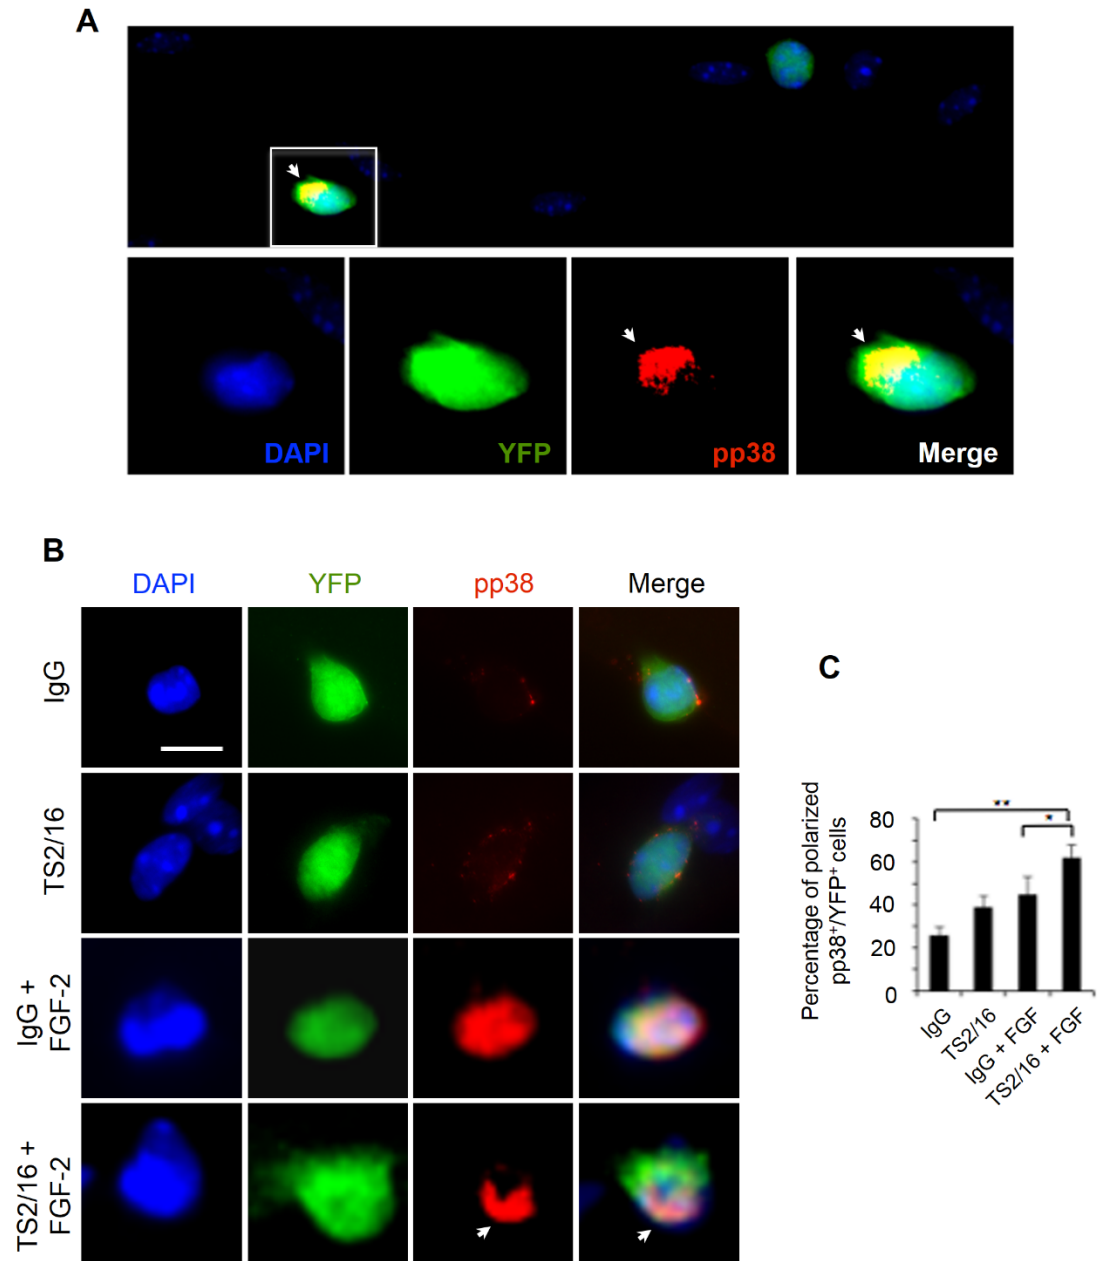 A
DAPI
YFP
pp38
Merge
B
DAPI
YFP
pp38
Merge
IgG
TS2/16
IgG +
FGF-2
TS2/16 +
FGF-2
C
Percentage of polarized
pp38⁺/YFP⁺ cells
80
60
40
20
0
**
*
IgG
TS2/16
IgG + FGF
TS2/16 + FGF